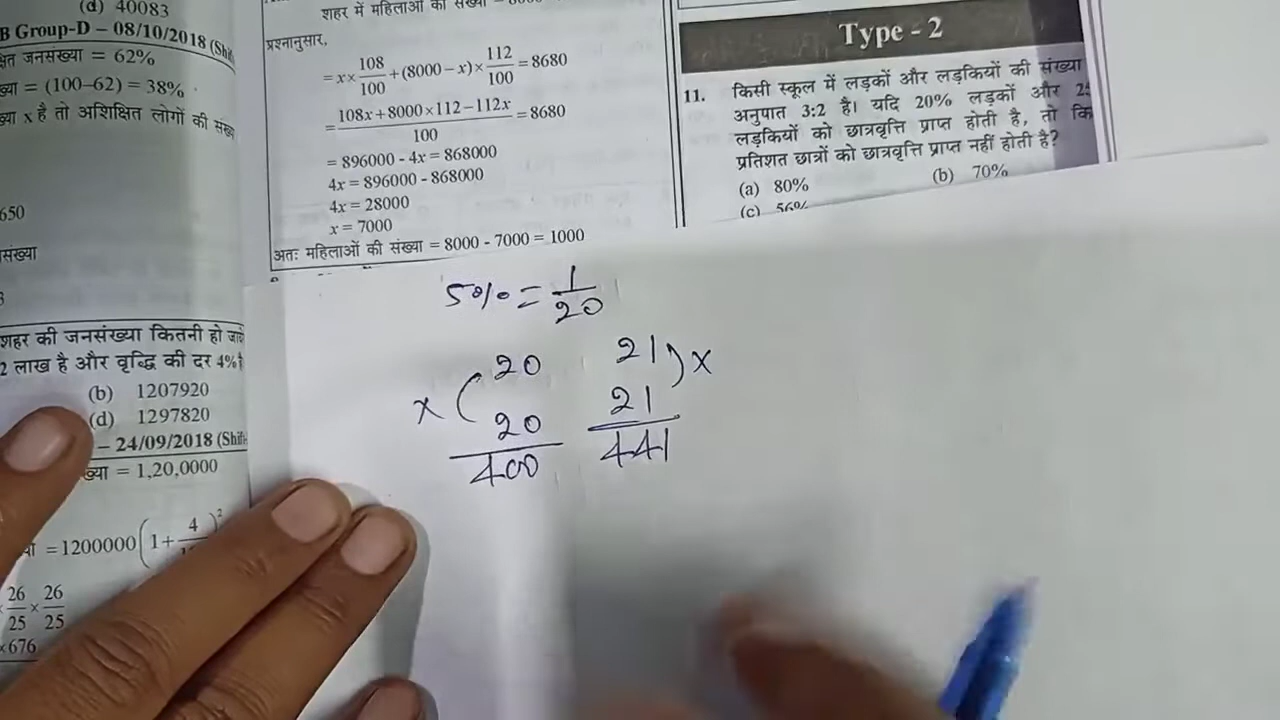 (d) 40083
B Group-D – 08/10/2018 (Shif
जनसंख्या = 62%
= (100–62) = 38%
x है तो अशिक्षित लोगों की
650
संख्या
शहर की जनसंख्या कितनी हो
2 लाख है और वृद्धि की दर 4%
(b) 1207920
(d) 1297820
– 24/09/2018 (Shif
= 1,20,0000
=1200000(1+ 4
26/25 × 26/25
×676
शहर में महिलाओं की संख्या
प्रश्नानुसार,
= x× 108/100 +(8000–x)× 112/100 = 8680
= 108x+8000×112–112x / 100 = 8680
= 896000 - 4x = 868000
4x = 896000 - 868000
4x = 28000
x = 7000
अतः महिलाओं की संख्या = 8000 - 7000 = 1000
Type - 2
11. किसी स्कूल में लड़कों और लड़कियों की संख्या
अनुपात 3:2 है। यदि 20% लड़कों और
लड़कियों को छात्रवृत्ति प्राप्त होती है, तो
प्रतिशत छात्रों को छात्रवृत्ति प्राप्त नहीं होती है?
(a) 80% (b) 70%
(c) 56%
5% = 1/20
20 21
x ( ) x
20 21
400 441